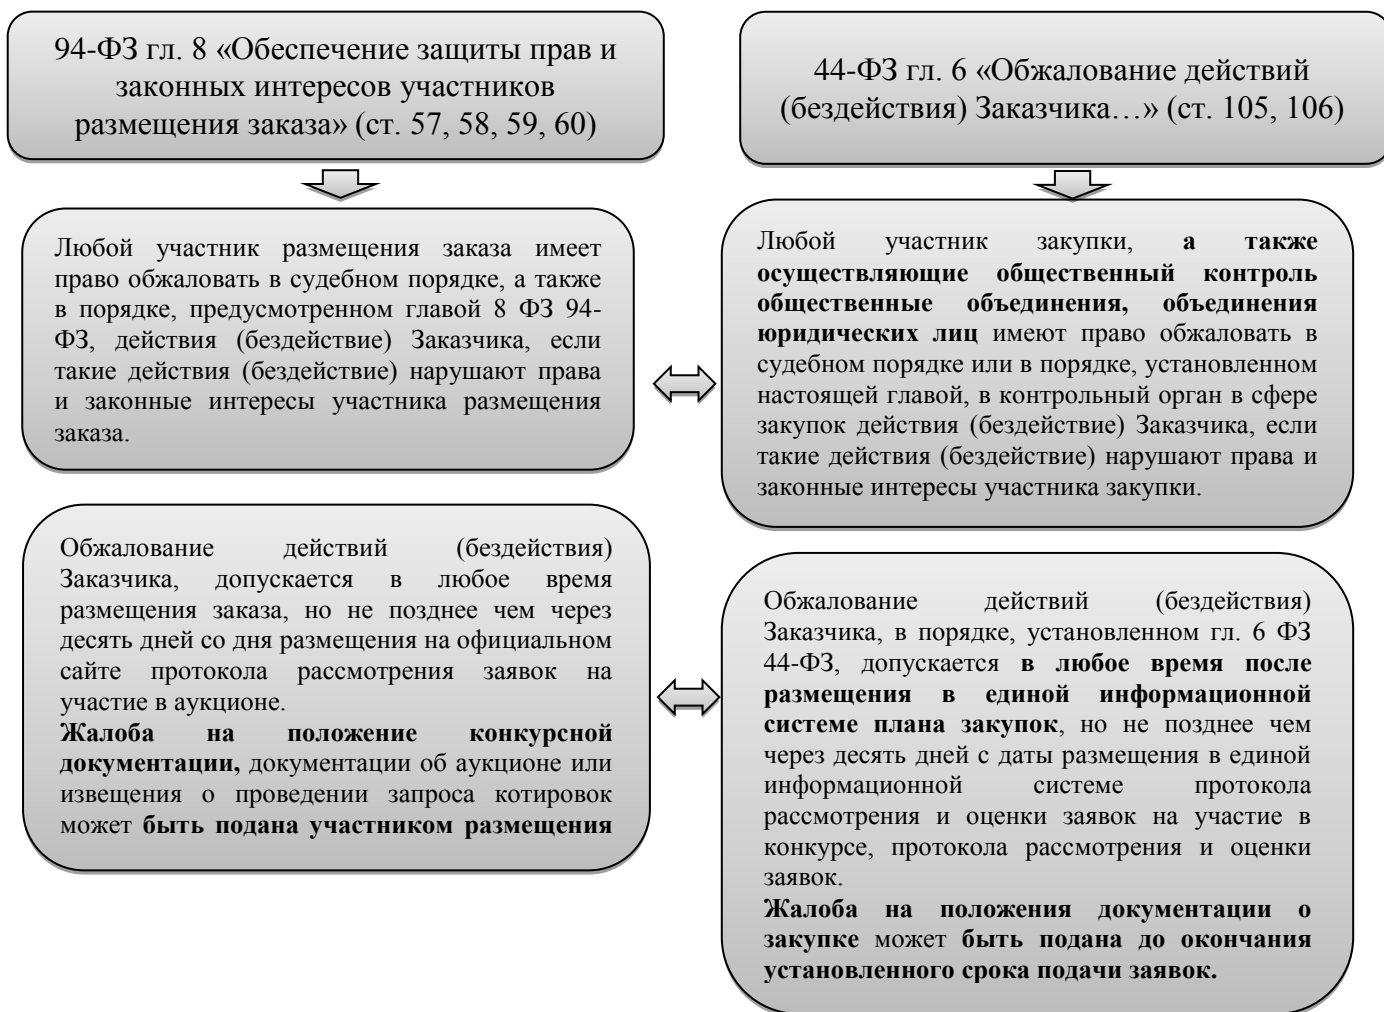 94-ФЗ гл. 8 «Обеспечение защиты прав и
законных интересов участников
размещения заказа» (ст. 57, 58, 59, 60)
44-ФЗ гл. 6 «Обжалование действий
(бездействия) Заказчика…» (ст. 105, 106)
Любой участник размещения заказа имеет
право обжаловать в судебном порядке, а также
в порядке, предусмотренном главой 8 ФЗ 94-
ФЗ, действия (бездействие) Заказчика, если
такие действия (бездействие) нарушают права
и законные интересы участника размещения
заказа.
Любой участник закупки, а также
осуществляющие общественный контроль
общественные объединения, объединения
юридических лиц имеют право обжаловать в
судебном порядке или в порядке, установленном
настоящей главой, в контрольный орган в сфере
закупок действия (бездействие) Заказчика, если
такие действия (бездействие) нарушают права и
законные интересы участника закупки.
Обжалование действий (бездействия)
Заказчика, допускается в любое время
размещения заказа, но не позднее чем через
десять дней со дня размещения на официальном
сайте протокола рассмотрения заявок на
участие в аукционе.
Жалоба на положение конкурсной
документации, документации об аукционе или
извещения о проведении запроса котировок
может быть подана участником размещения
Обжалование действий (бездействия)
Заказчика, в порядке, установленном гл. 6 ФЗ
44-ФЗ, допускается в любое время после
размещения в единой информационной
системе плана закупок, но не позднее чем
через десять дней с даты размещения в единой
информационной системе протокола
рассмотрения и оценки заявок на участие в
конкурсе, протокола рассмотрения и оценки
заявок.
Жалоба на положения документации о
закупке может быть подана до окончания
установленного срока подачи заявок.